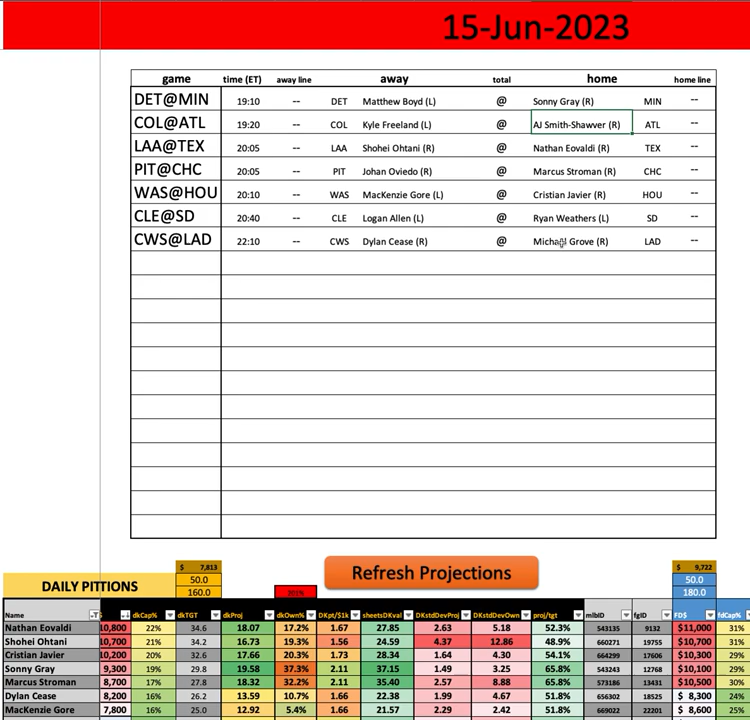 15-Jun-2023
game time (ET) away line away total home home line
DET@MIN 19:10 -- DET Matthew Boyd (L) @ Sonny Gray (R) MIN --
COL@ATL 19:20 -- COL Kyle Freeland (L) @ AJ Smith-Shawver (R) ATL --
LAA@TEX 20:05 -- LAA Shohei Ohtani (R) @ Nathan Eovaldi (R) TEX --
PIT@CHC 20:05 -- PIT Johan Oviedo (R) @ Marcus Stroman (R) CHC --
WAS@HOU 20:10 -- WAS MacKenzie Gore (L) @ Cristian Javier (R) HOU --
CLE@SD 20:40 -- CLE Logan Allen (L) @ Ryan Weathers (L) SD --
CWS@LAD 22:10 -- CWS Dylan Cease (R) @ Michael Grove (R) LAD --
$ 7,813 Refresh Projections $ 9,722
DAILY PITTIONS 50.0 50.0
160.0 201% 180.0
Name $ dkCap% dkTGT dkProj dkOwn% DKpt/$1k sheetsDKval DKstdDevProj DKstdDevOwn proj/tgt mlbID fgID FD$ fdCap%
Nathan Eovaldi 10,800 22% 34.6 18.07 17.2% 1.67 27.85 2.63 5.18 52.3% 543135 9132 $11,000 31%
Shohei Ohtani 10,700 21% 34.2 16.73 19.3% 1.56 24.59 4.37 12.86 48.9% 660271 19755 $10,700 31%
Cristian Javier 10,200 20% 32.6 17.66 20.3% 1.73 28.34 1.64 4.30 54.1% 664299 17606 $10,300 29%
Sonny Gray 9,300 19% 29.8 19.58 37.3% 2.11 37.15 1.49 3.25 65.8% 543243 12768 $10,100 29%
Marcus Stroman 8,700 17% 27.8 18.32 32.2% 2.11 35.40 2.57 8.88 65.8% 573186 13431 $10,500 30%
Dylan Cease 8,200 16% 26.2 13.59 10.7% 1.66 22.38 1.99 4.67 51.8% 656302 18525 $ 8,300 24%
MacKenzie Gore 7,800 16% 25.0 12.92 5.4% 1.66 21.57 2.29 2.42 51.8% 669022 22201 $ 8,600 25%